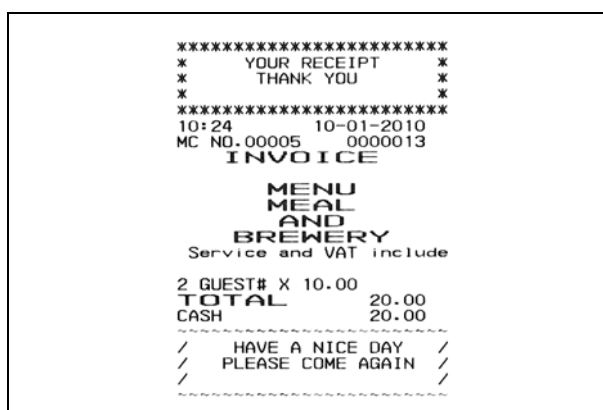 ************************
* YOUR RECEIPT *
* THANK YOU *
* *
************************
10:24 10-01-2010
MC NO.00005 0000013
INVOICE
MENU
MEAL
AND
BREWERY
Service and VAT include
2 GUEST# X 10.00
TOTAL 20.00
CASH 20.00
~~~~~~~~~~~~~~~~~~~~~~~~
/ HAVE A NICE DAY /
/ PLEASE COME AGAIN /
/ /
~~~~~~~~~~~~~~~~~~~~~~~~